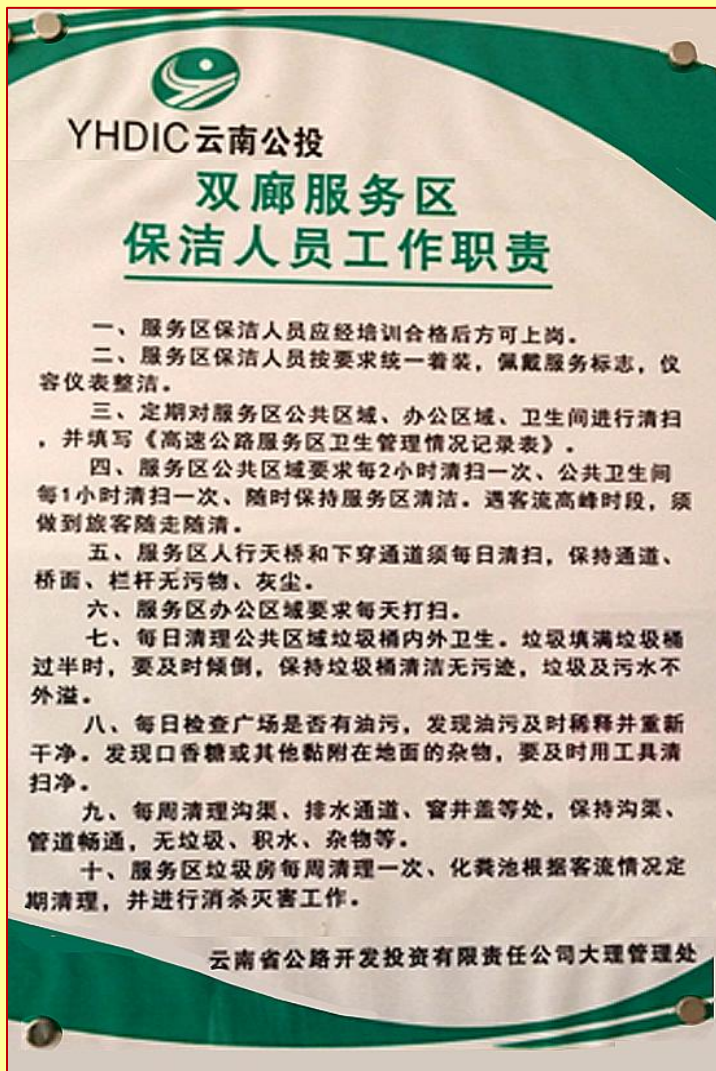 YHDIC云南公投
双廊服务区
保洁人员工作职责
一、服务区保洁人员应经培训合格后方可上岗。
二、服务区保洁人员按要求统一着装，佩戴服务标志，仪
容仪表整洁。
三、定期对服务区公共区域、办公区域、卫生间进行清扫
，并填写《高速公路服务区卫生管理情况记录表》。
四、服务区公共区域要求每2小时清扫一次、公共卫生间
每1小时清扫一次、随时保持服务区清洁。遇客流高峰时段，须
做到旅客随走随清。
五、服务区人行天桥和下穿通道须每日清扫，保持通道、
桥面、栏杆无污物、灰尘。
六、服务区办公区域要求每天打扫。
七、每日清理公共区域垃圾桶内外卫生。垃圾填满垃圾桶
过半时，要及时倾倒，保持垃圾桶清洁无污迹，垃圾及污水不
外溢。
八、每日检查广场是否有油污，发现油污及时稀释并重新
干净。发现口香糖或其他黏附在地面的杂物，要及时用工具清
扫净。
九、每周清理沟渠、排水通道、窨井盖等处，保持沟渠、
管道畅通，无垃圾、积水、杂物等。
十、服务区垃圾房每周清理一次、化粪池根据客流情况定
期清理，并进行消杀灭害工作。
云南省公路开发投资有限责任公司大理管理处